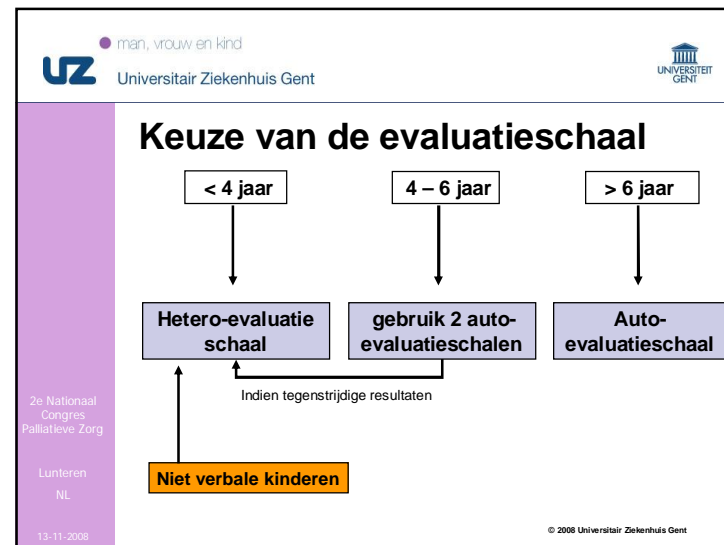 man, vrouw en kind
UZ
Universitair Ziekenhuis Gent
UNIVERSITEIT
GENT
Keuze van de evaluatieschaal
< 4 jaar
4 – 6 jaar
> 6 jaar
Hetero-evaluatie
schaal
gebruik 2 auto-
evaluatieschalen
Auto-
evaluatieschaal
Indien tegenstrijdige resultaten
Niet verbale kinderen
2e Nationaal
Congres
Palliatieve Zorg
Lunteren
NL
13-11-2008
© 2008 Universitair Ziekenhuis Gent